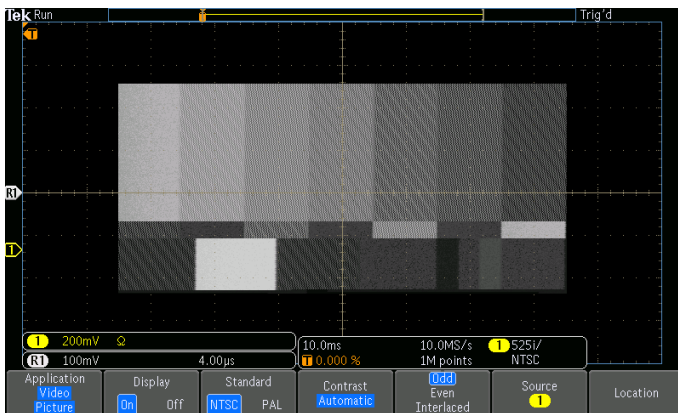 Tek Run Trig'd
T
T
R1
1
1 200mV Ω
R1 100mV 4.00µs
10.0ms 10.0MS/s 1 525i/
T 0.000 % 1M points NTSC
Application
Video
Picture
Display
On Off
Standard
NTSC PAL
Contrast
Automatic
Odd
Even
Interlaced
Source
1
Location